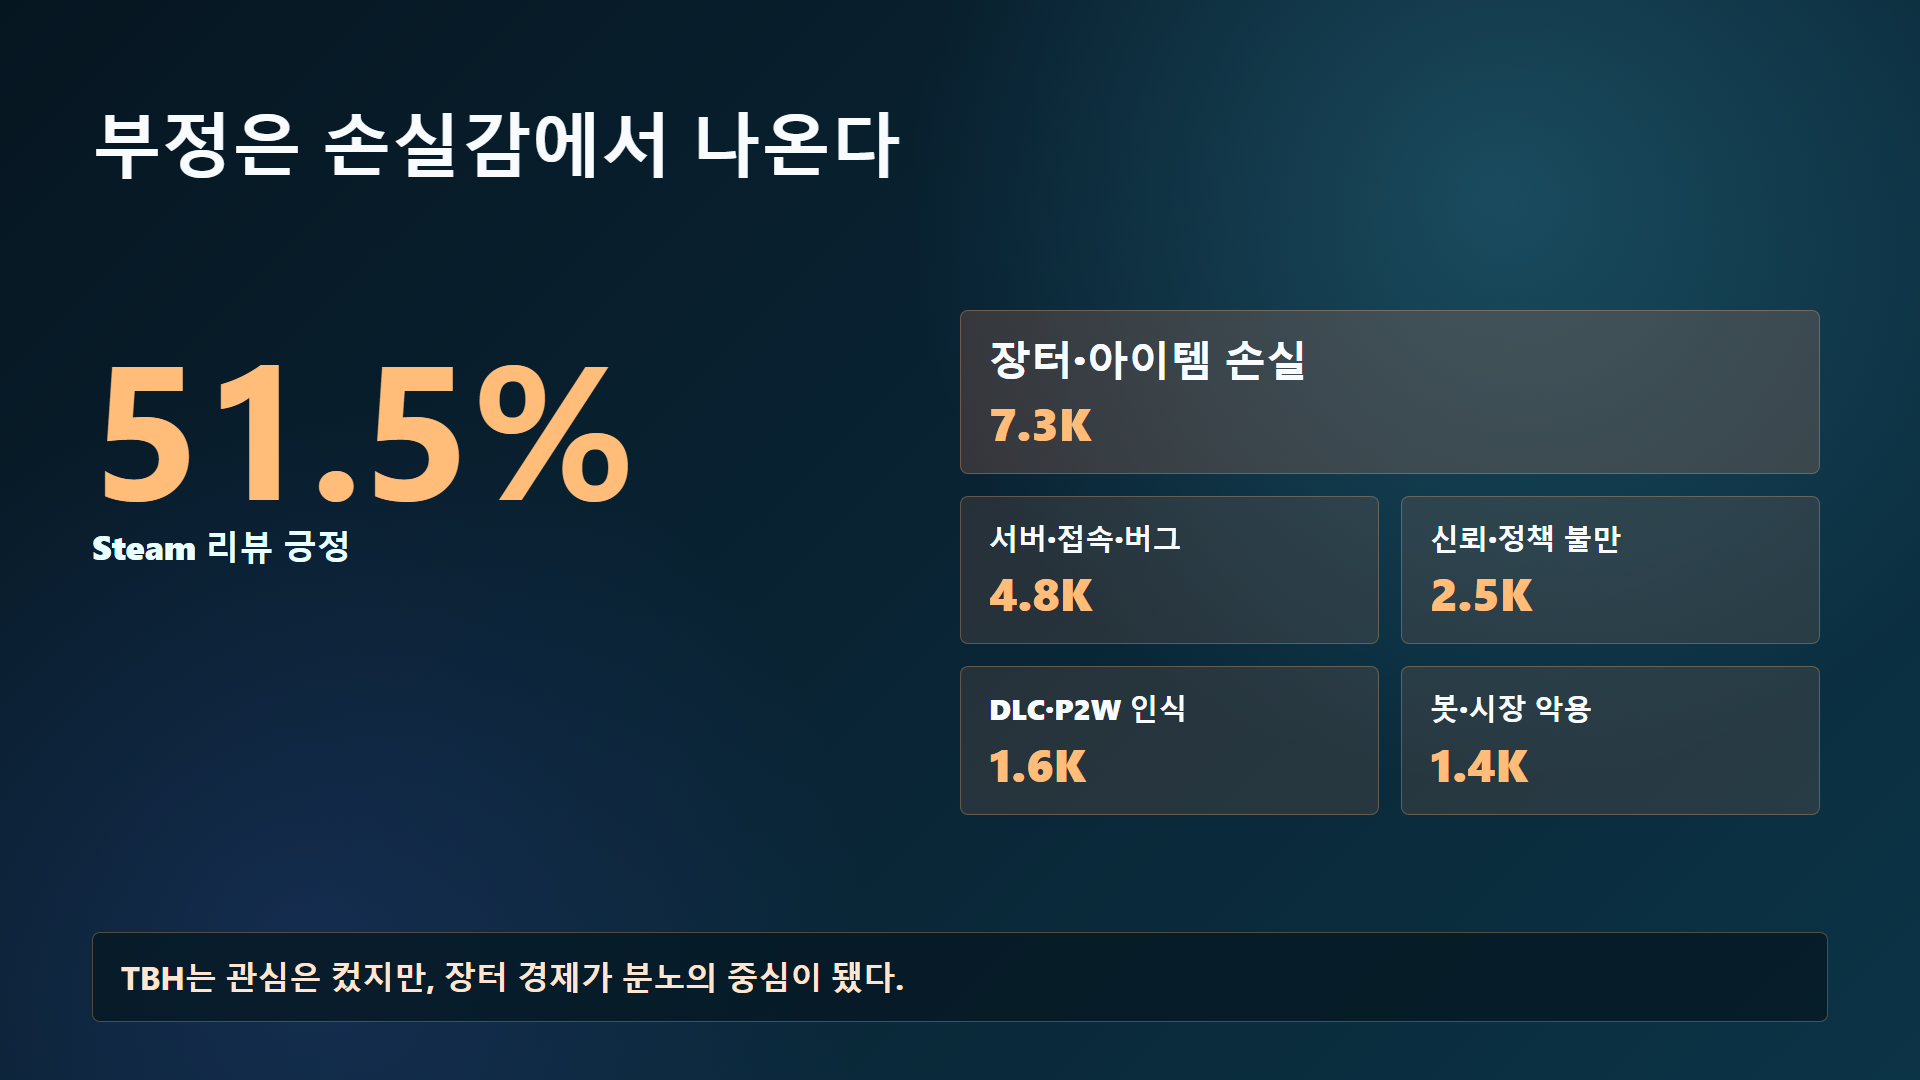 부정은 손실감에서 나온다
51.5%
Steam 리뷰 긍정
장터·아이템 손실
7.3K
서버·접속·버그
4.8K
신뢰·정책 불만
2.5K
DLC·P2W 인식
1.6K
봇·시장 악용
1.4K
TBH는 관심은 컸지만, 장터 경제가 분노의 중심이 됐다.